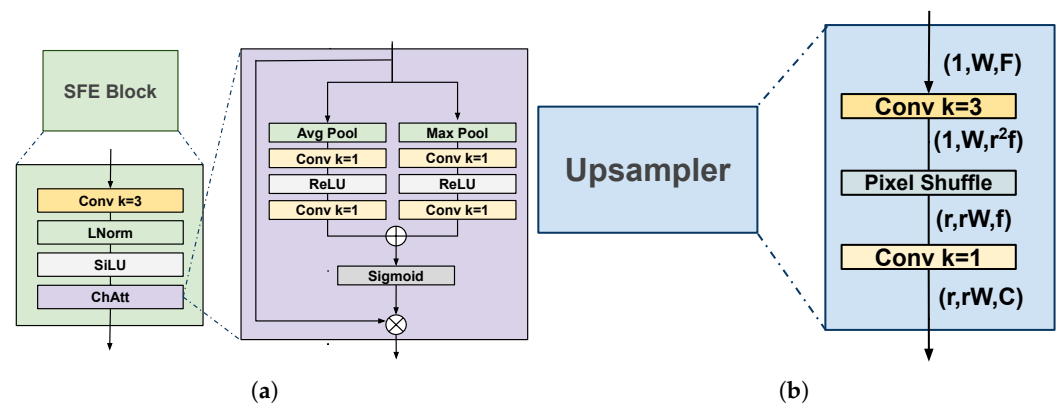 SFE Block
Conv k=3
LNorm
SiLU
ChAtt
Avg Pool
Max Pool
Conv k=1
Conv k=1
ReLU
ReLU
Conv k=1
Conv k=1
Sigmoid
(a)
Upsampler
(1,W,F)
Conv k=3
(1,W,r²f)
Pixel Shuffle
(r,rW,f)
Conv k=1
(r,rW,C)
(b)